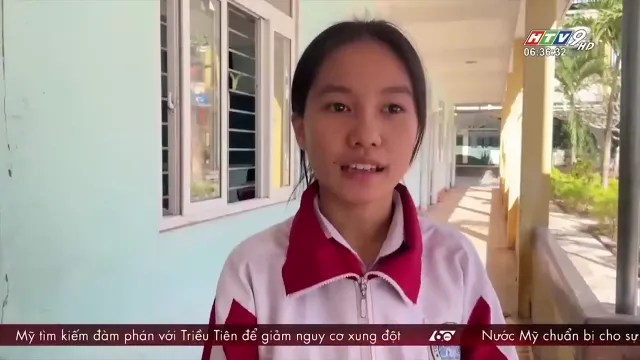 HTV9 HD
06:36:32
Mỹ tìm kiếm đàm phán với Triều Tiên để giảm nguy cơ xung đột 60 Nước Mỹ chuẩn bị cho sự